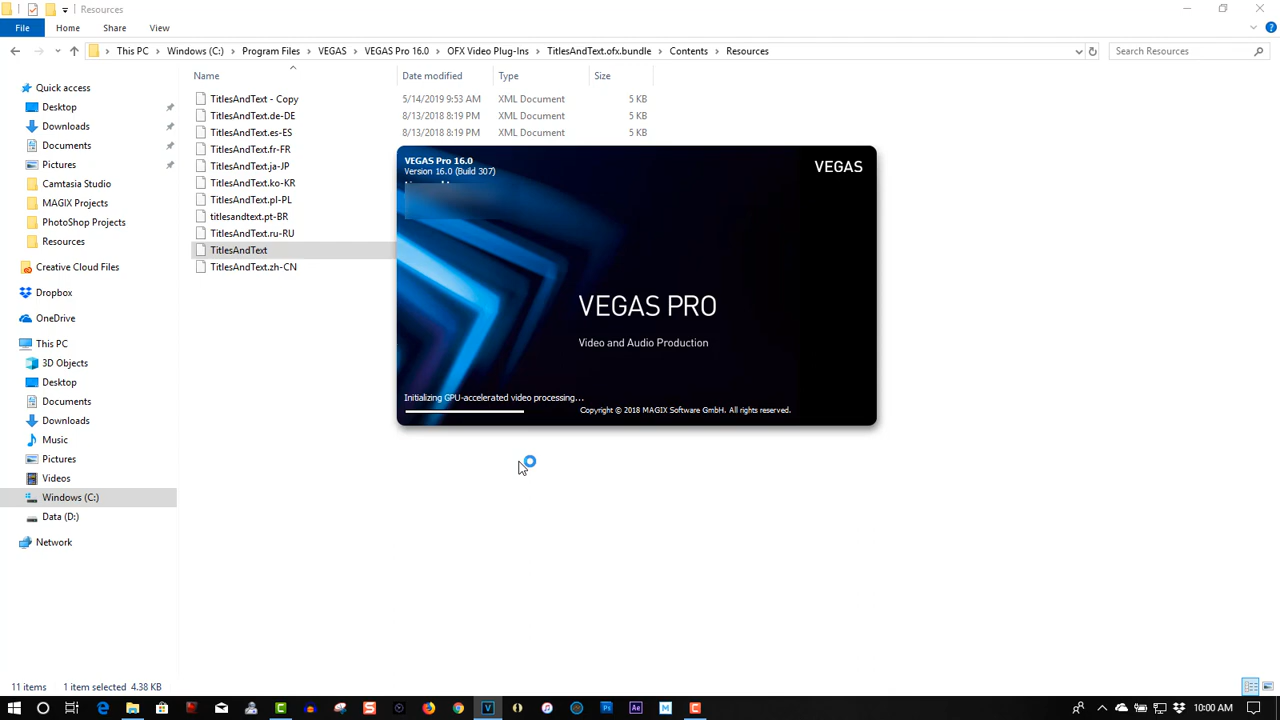 Resources
File Home Share View
This PC Windows (C:) Program Files VEGAS VEGAS Pro 16.0 OFX Video Plug-Ins TitlesAndText.ofx.bundle Contents Resources
Search Resources
Name Date modified Type Size
Quick access
Desktop
Downloads
Documents
Pictures
Camtasia Studio
MAGIX Projects
PhotoShop Projects
Resources
Creative Cloud Files
Dropbox
OneDrive
This PC
3D Objects
Desktop
Documents
Downloads
Music
Pictures
Videos
Windows (C:)
Data (D:)
Network
TitlesAndText - Copy 5/14/2019 9:53 AM XML Document 5 KB
TitlesAndText.de-DE 8/13/2018 8:19 PM XML Document 5 KB
TitlesAndText.es-ES 8/13/2018 8:19 PM XML Document 5 KB
TitlesAndText.fr-FR
TitlesAndText.ja-JP
TitlesAndText.ko-KR
TitlesAndText.pl-PL
titlesandtext.pt-BR
TitlesAndText.ru-RU
TitlesAndText
TitlesAndText.zh-CN
VEGAS Pro 16.0
Version 16.0 (Build 307)
VEGAS
VEGAS PRO
Video and Audio Production
Initializing GPU-accelerated video processing...
Copyright © 2018 MAGIX Software GmbH. All rights reserved.
11 items 1 item selected 4.38 KB
10:00 AM